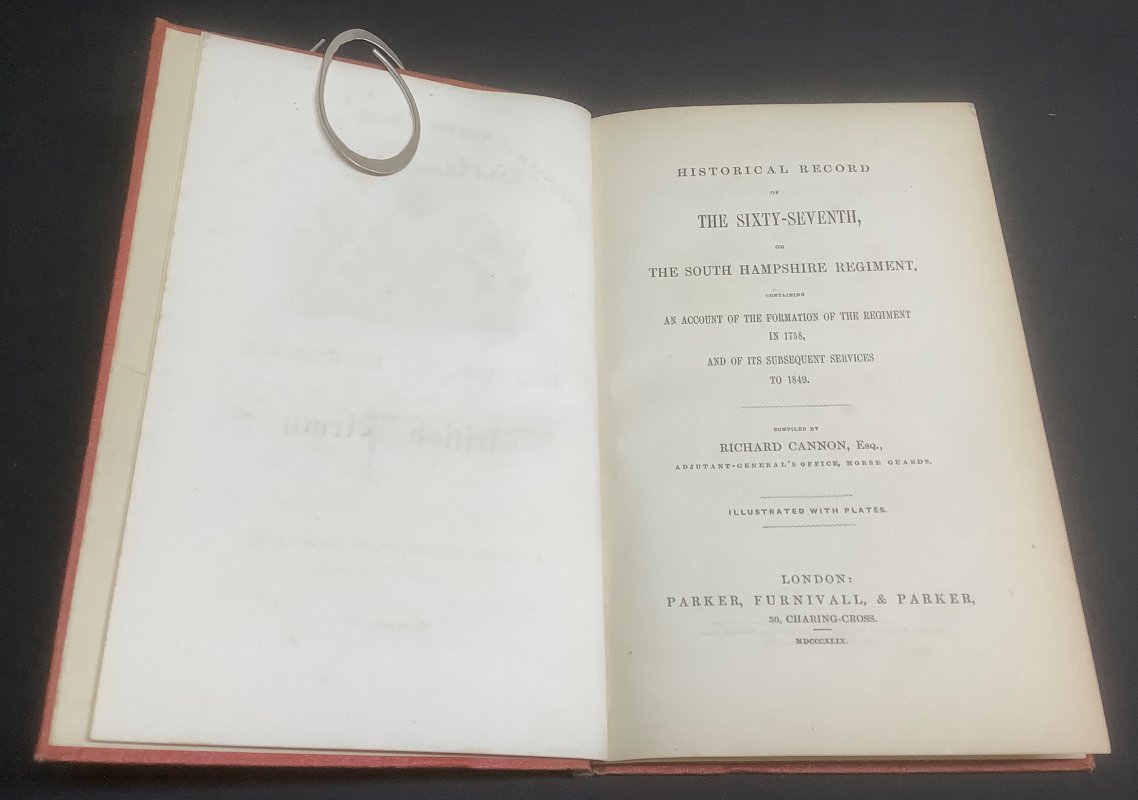 HISTORICAL RECORD
OF
THE SIXTY-SEVENTH,
OR
THE SOUTH HAMPSHIRE REGIMENT,
CONTAINING
AN ACCOUNT OF THE FORMATION OF THE REGIMENT
IN 1758,
AND OF ITS SUBSEQUENT SERVICES
TO 1849.
COMPILED BY
RICHARD CANNON, Esq.,
ADJUTANT-GENERAL'S OFFICE, HORSE GUARDS.
ILLUSTRATED WITH PLATES.
LONDON:
PARKER, FURNIVALL, & PARKER,
30, CHARING-CROSS.
MDCCCXLIX.